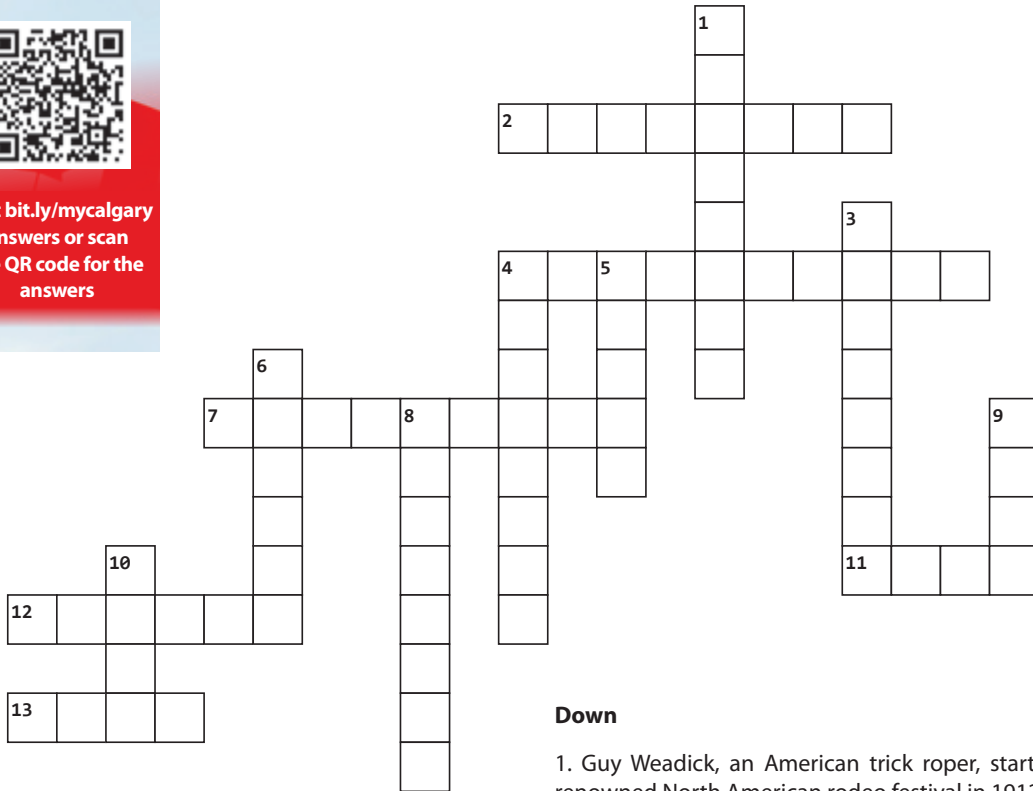 1
2
bit.ly/mycalgary
or scan
3
QR code for the
answers
4 5
6
7 8 9
10 11
12
13
Down
1. Guy Weadick, an American trick roper, start
renowned North American rodeo festival in 1912